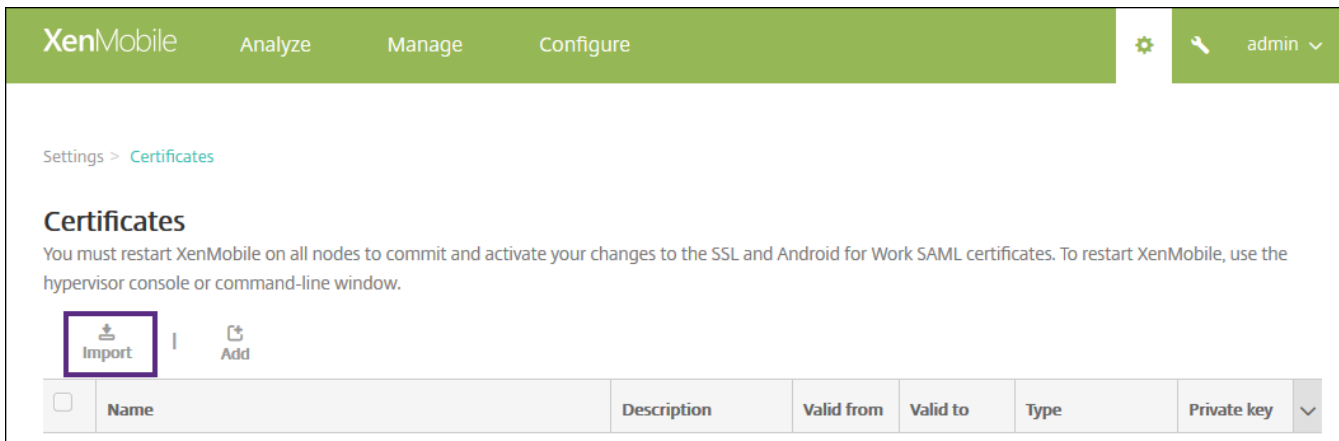 XenMobile Analyze Manage Configure admin
Settings > Certificates
Certificates
You must restart XenMobile on all nodes to commit and activate your changes to the SSL and Android for Work SAML certificates. To restart XenMobile, use the
hypervisor console or command-line window.
Import | Add
Name Description Valid from Valid to Type Private key